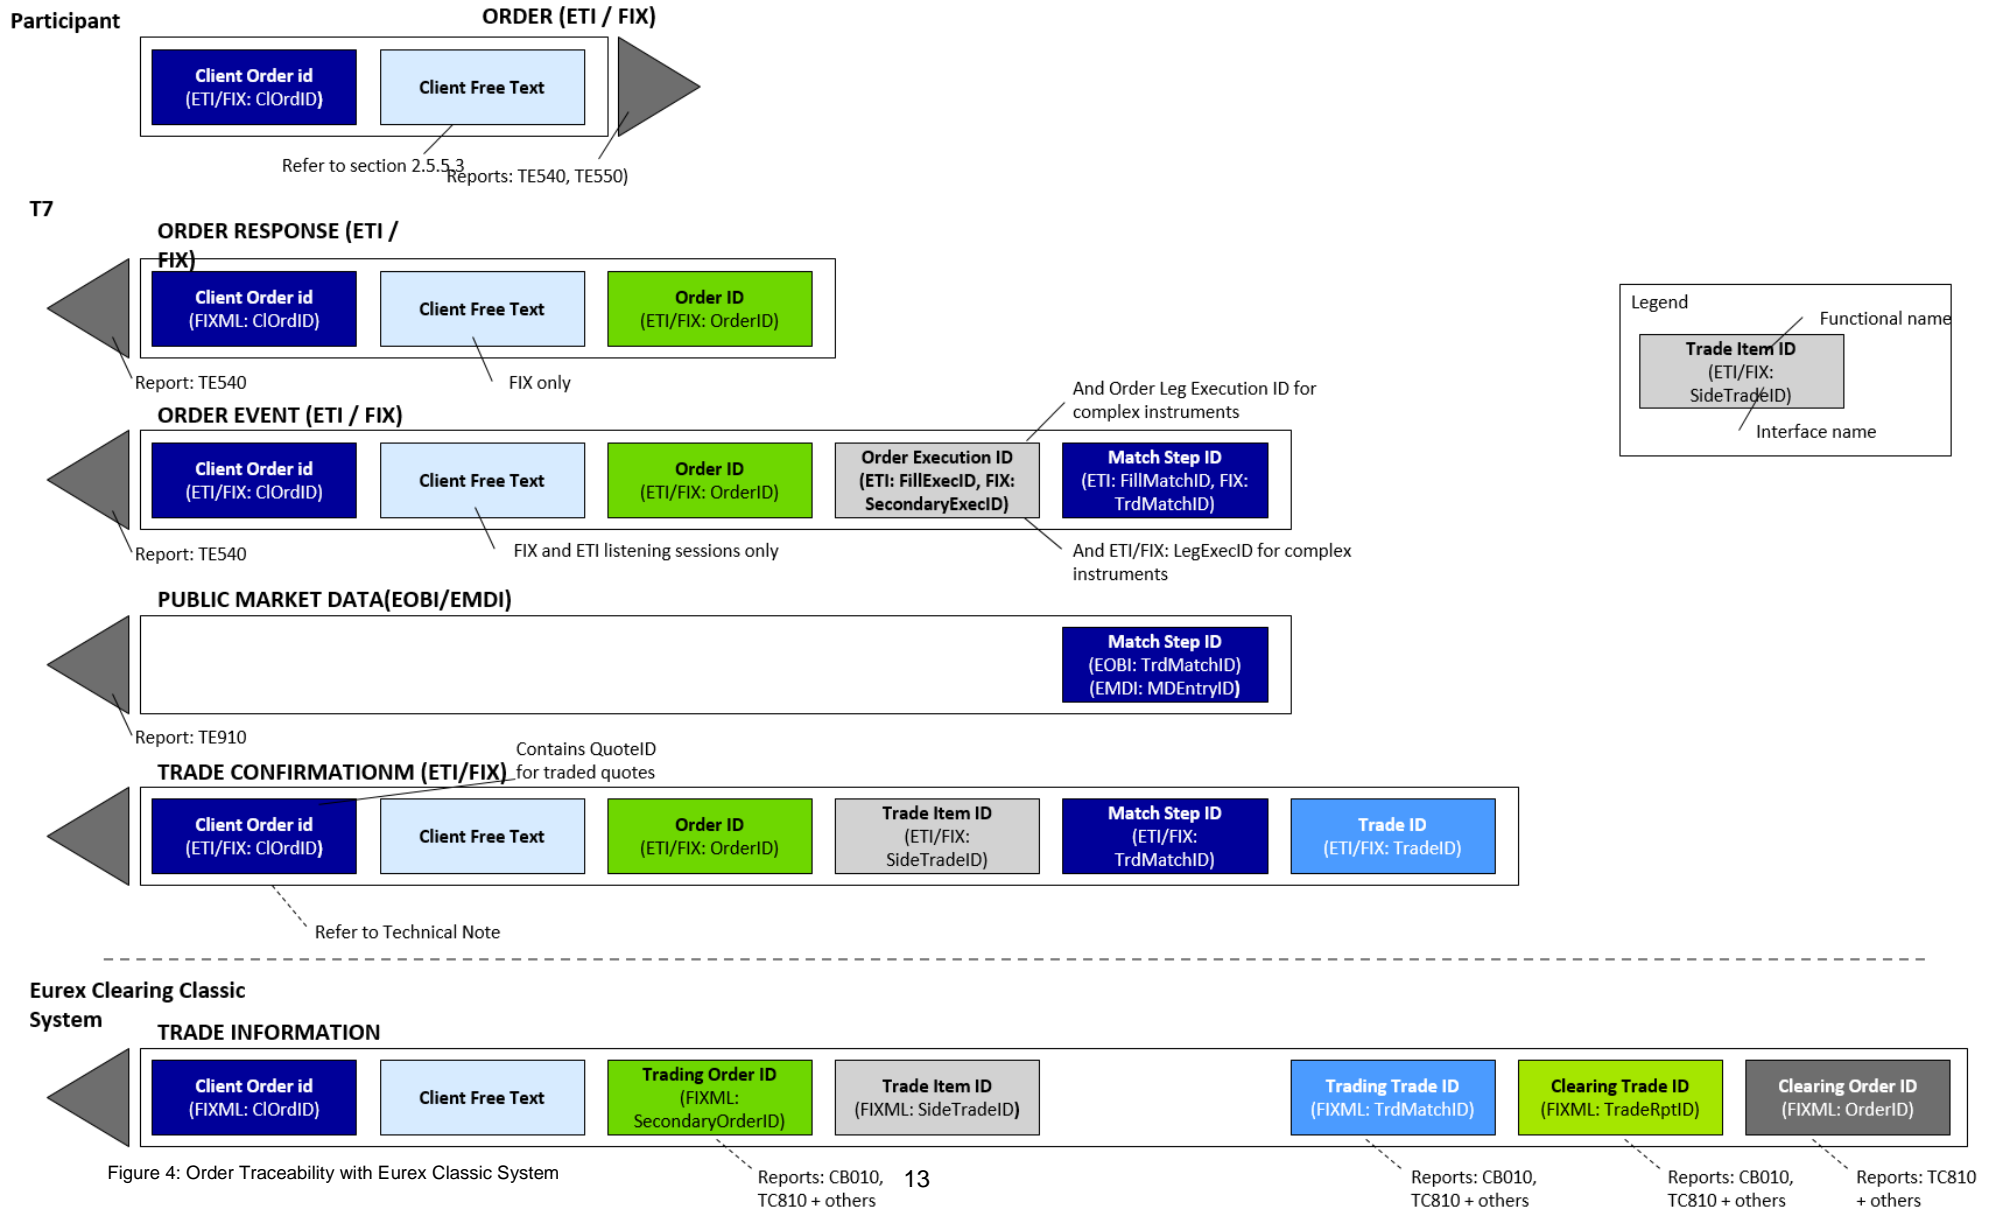 Participant
ORDER (ETI / FIX)
Client Order id
(ETI/FIX: ClOrdID)
Client Free Text
Refer to section 2.5.5.3
Reports: TE540, TE550)
T7
ORDER RESPONSE (ETI /
FIX)
Client Order id
(FIXML: ClOrdID)
Client Free Text
Order ID
(ETI/FIX: OrderID)
Report: TE540
FIX only
Legend
Functional name
Trade Item ID
(ETI/FIX:
SideTradeID)
Interface name
ORDER EVENT (ETI / FIX)
And Order Leg Execution ID for
complex instruments
Client Order id
(ETI/FIX: ClOrdID)
Client Free Text
Order ID
(ETI/FIX: OrderID)
Order Execution ID
(ETI: FillExecID, FIX:
SecondaryExecID)
Match Step ID
(ETI: FillMatchID, FIX:
TrdMatchID)
Report: TE540
FIX and ETI listening sessions only
And ETI/FIX: LegExecID for complex
instruments
PUBLIC MARKET DATA(EOBI/EMDI)
Match Step ID
(EOBI: TrdMatchID)
(EMDI: MDEntryID)
Report: TE910
Contains QuoteID
for traded quotes
TRADE CONFIRMATIONM (ETI/FIX)
Client Order id
(ETI/FIX: ClOrdID)
Client Free Text
Order ID
(ETI/FIX: OrderID)
Trade Item ID
(ETI/FIX:
SideTradeID)
Match Step ID
(ETI/FIX:
TrdMatchID)
Trade ID
(ETI/FIX: TradeID)
Refer to Technical Note
Eurex Clearing Classic
System
TRADE INFORMATION
Client Order id
(FIXML: ClOrdID)
Client Free Text
Trading Order ID
(FIXML:
SecondaryOrderID)
Trade Item ID
(FIXML: SideTradeID)
Trading Trade ID
(FIXML: TrdMatchID)
Clearing Trade ID
(FIXML: TradeRptID)
Clearing Order ID
(FIXML: OrderID)
Reports: CB010,
TC810 + others
Reports: CB010,
TC810 + others
Reports: CB010,
TC810 + others
Reports: TC810
+ others
Figure 4: Order Traceability with Eurex Classic System
13